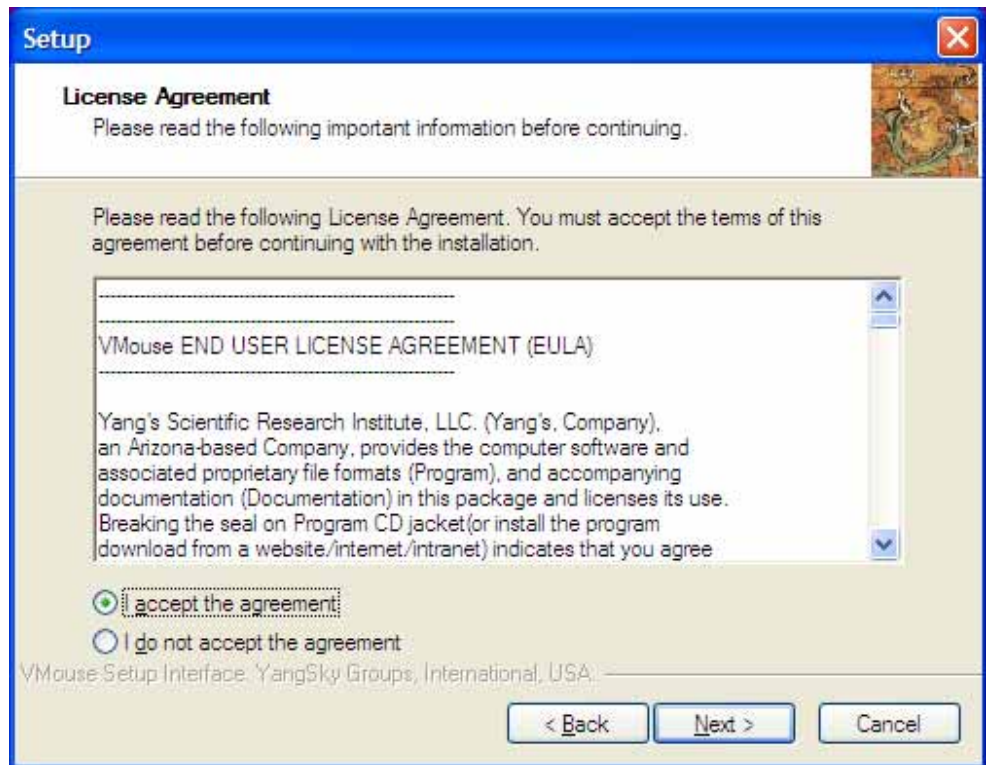 Setup
License Agreement
Please read the following important information before continuing.
Please read the following License Agreement. You must accept the terms of this
agreement before continuing with the installation.
---------------------------------------------------------------
---------------------------------------------------------------
VMouse END USER LICENSE AGREEMENT (EULA)
---------------------------------------------------------------
Yang's Scientific Research Institute, LLC. (Yang's, Company),
an Arizona-based Company, provides the computer software and
associated proprietary file formats (Program), and accompanying
documentation (Documentation) in this package and licenses its use.
Breaking the seal on Program CD jacket(or install the program
download from a website/internet/intranet) indicates that you agree
I accept the agreement
I do not accept the agreement
VMouse Setup Interface. YangSky Groups, International, USA.
< Back Next > Cancel